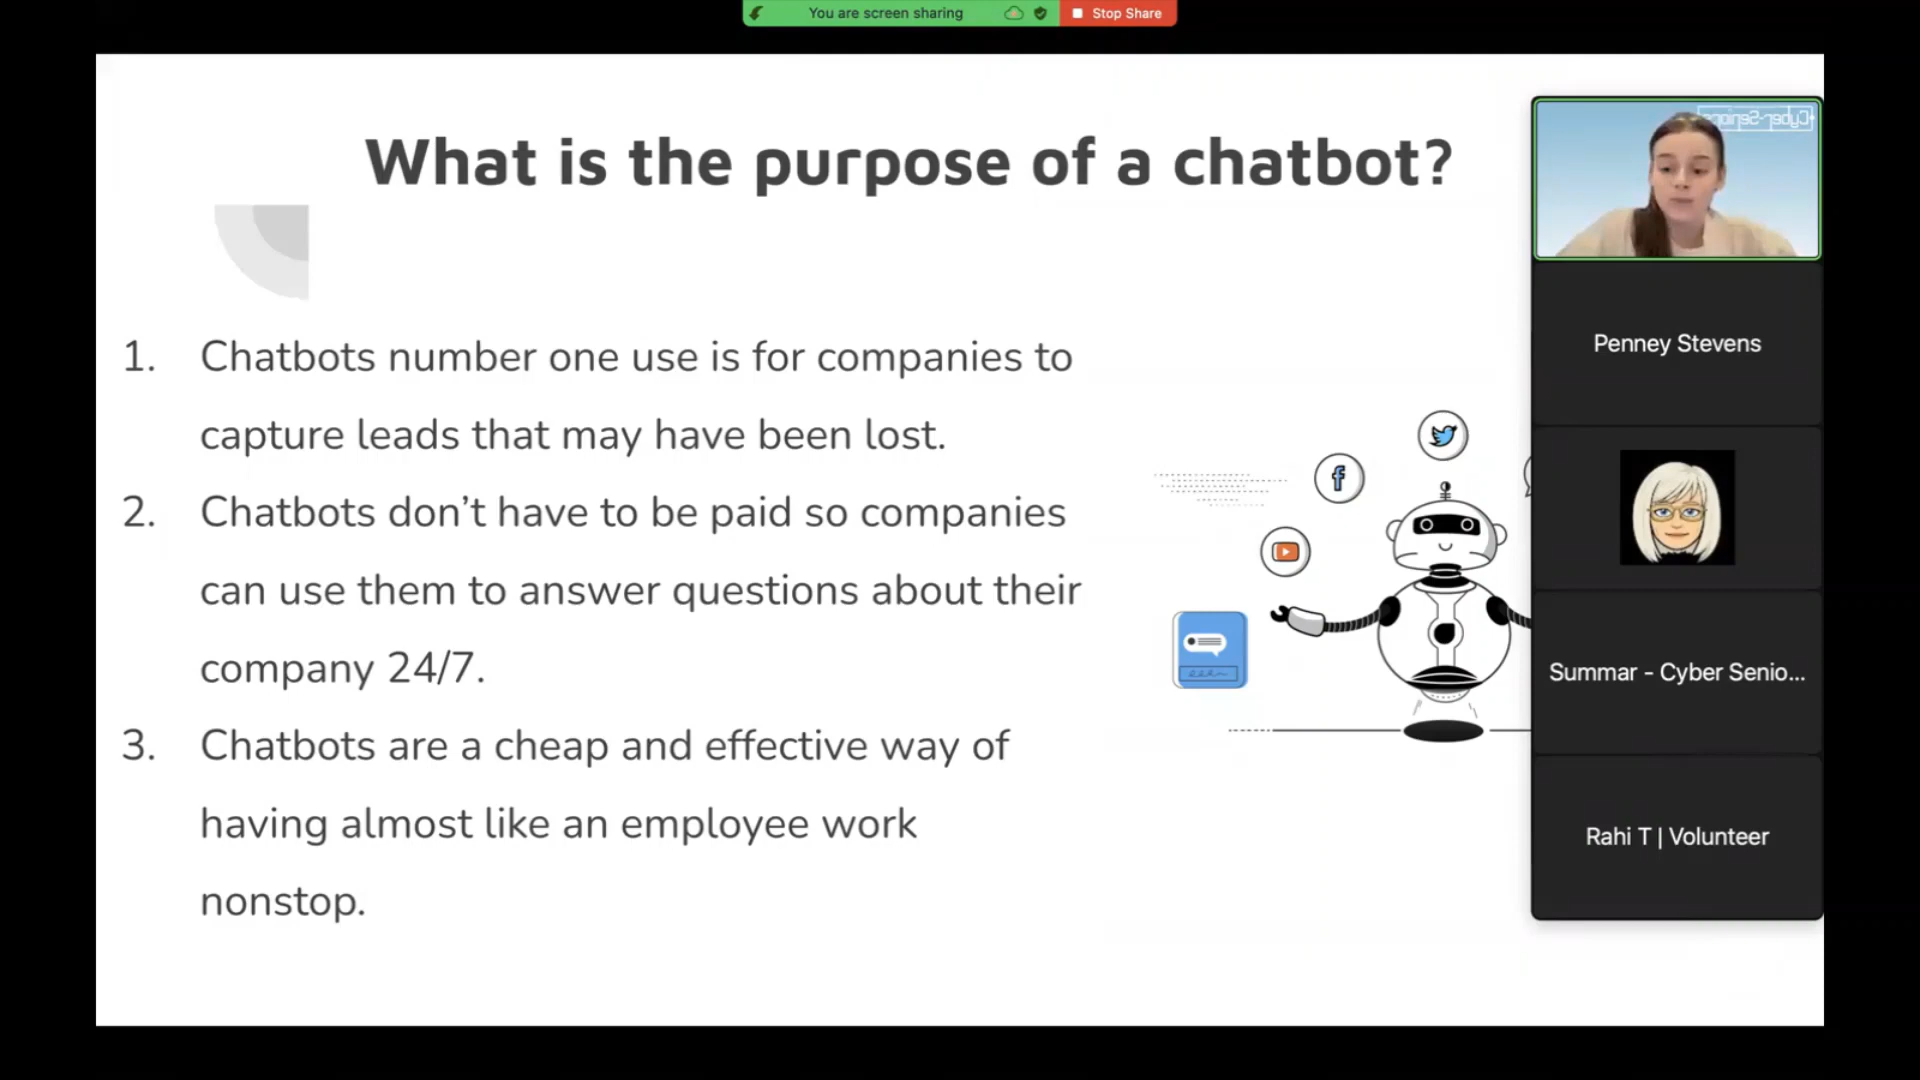 You are screen sharing
Stop Share
What is the purpose of a chatbot?
Cyber-Seniors
1. Chatbots number one use is for companies to
capture leads that may have been lost.
2. Chatbots don’t have to be paid so companies
can use them to answer questions about their
company 24/7.
3. Chatbots are a cheap and effective way of
having almost like an employee work
nonstop.
Penney Stevens
Summar - Cyber Senio...
Rahi T | Volunteer